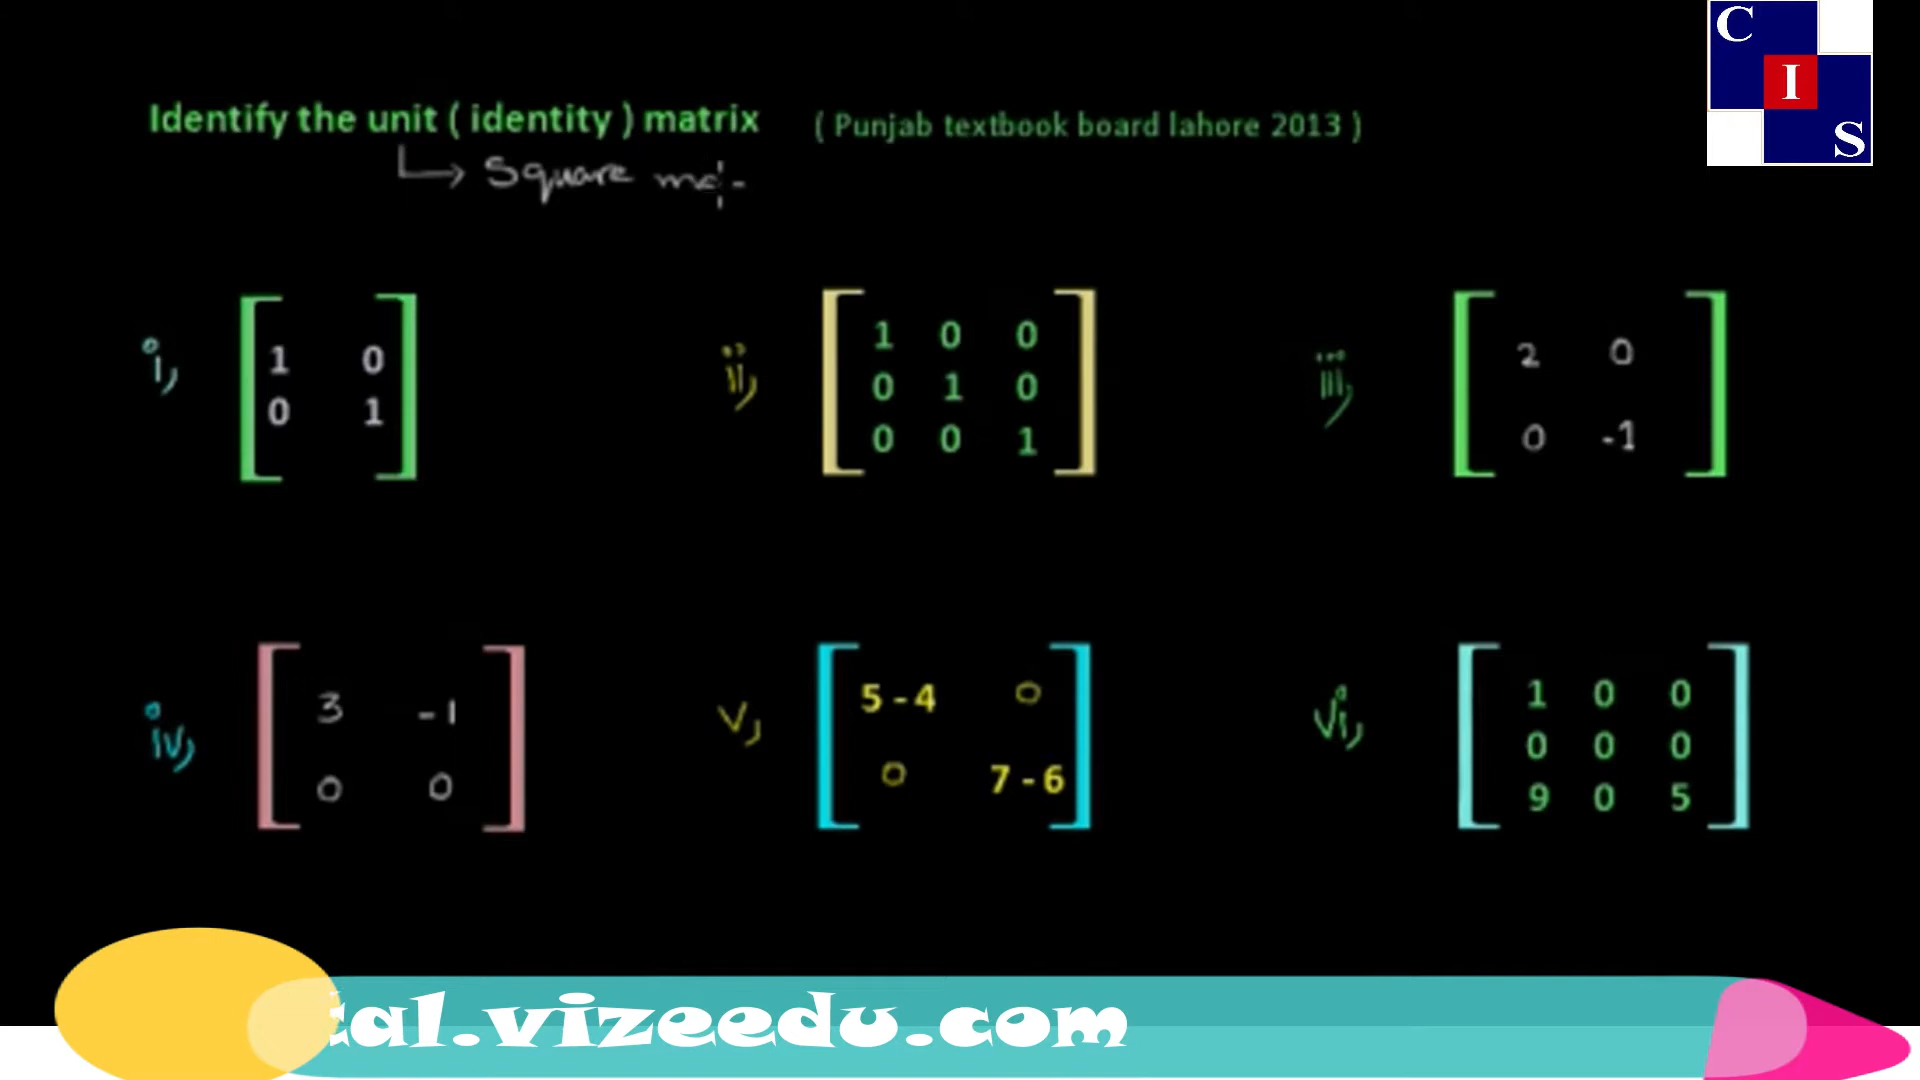 C
I
S
Identify the unit ( identity ) matrix ( Punjab textbook board lahore 2013 )
Square
i, 1 0
0 1
ii, 1 0 0
0 1 0
0 0 1
iii, 2 0
0 -1
iv, 3 -1
0 0
v, 5 - 4 0
0 7 - 6
vi, 1 0 0
0 0 0
9 0 5
tal.vizeedu.com